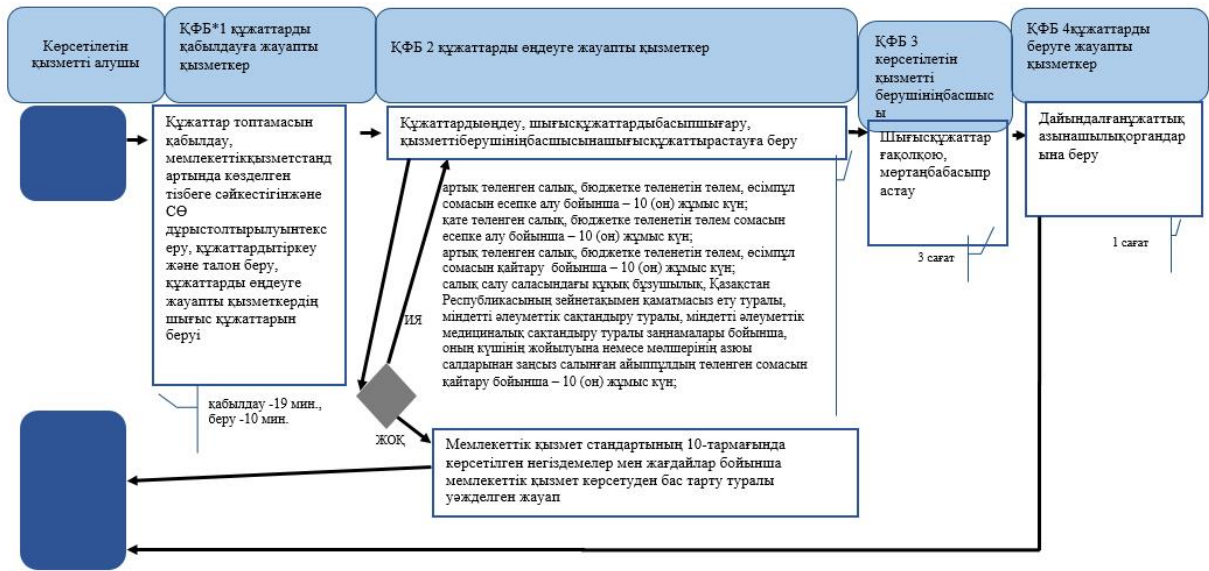 Көрсетілетін
қызметті алушы
ҚФБ*1 құжаттарды
қабылдауға жауапты
қызметкер
ҚФБ 2 құжаттарды өңдеуге жауапты қызметкер
ҚФБ 3
көрсетілетін
қызметті
берушініңбасшыс
ы
ҚФБ 4құжаттарды
беруге жауапты
қызметкер
Құжаттар топтамасын
қабылдау,
мемлекеттікқызметстанд
артында көзделген
тізбеге сәйкестігінжәне
СӨ
дұрыстолтырылуынтекс
еру, құжаттардытіркеу
және талон беру,
құжаттарды өңдеуге
жауапты қызметкердің
шығыс құжаттарын
беруі
қабылдау -19 мин.,
беру -10 мин.
Құжаттардыөңдеу, шығысқұжаттардыбасыпшығару,
қызметтіберушініңбасшысынашығысқұжаттырастауға беру
артық төленген салық, бюджетке төленетін төлем, өсімпұл
сомасын есепке алу бойынша – 10 (он) жұмыс күн;
қате төленген салық, бюджетке төленетін төлем сомасын
есепке алу бойынша – 10 (он) жұмыс күн;
артық төленген салық, бюджетке төленетін төлем, өсімпұл
сомасын қайтару бойынша – 10 (он) жұмыс күн;
салық салу саласындағы құқық бұзушылық, Қазақстан
Республикасының зейнетақымен қаматмасыз ету туралы,
міндетті әлеуметтік сақтандыру туралы, міндетті әлеуметтік
медициналық сақтандыру туралы заннамалары бойынша,
оның күшінің жойылуына немесе мөлшерінің азюы
салдарынан заңсыз салынған айыппұлдың төленген сомасын
қайтару бойынша – 10 (он) жұмыс күн;
ИЯ
ЖОҚ
Мемлекеттік қызмет стандартының 10-тармағында
көрсетілген негіздемелер мен жағдайлар бойынша
мемлекеттік қызмет көрсетуден бас тарту туралы
уәжделген жауап
Шығысқұжаттар
ғақолқою,
мөртаңбабасыпр
астау
3 сағат
Дайындалғанұжаттық
азынашылықоргандар
ына беру
1 сағат